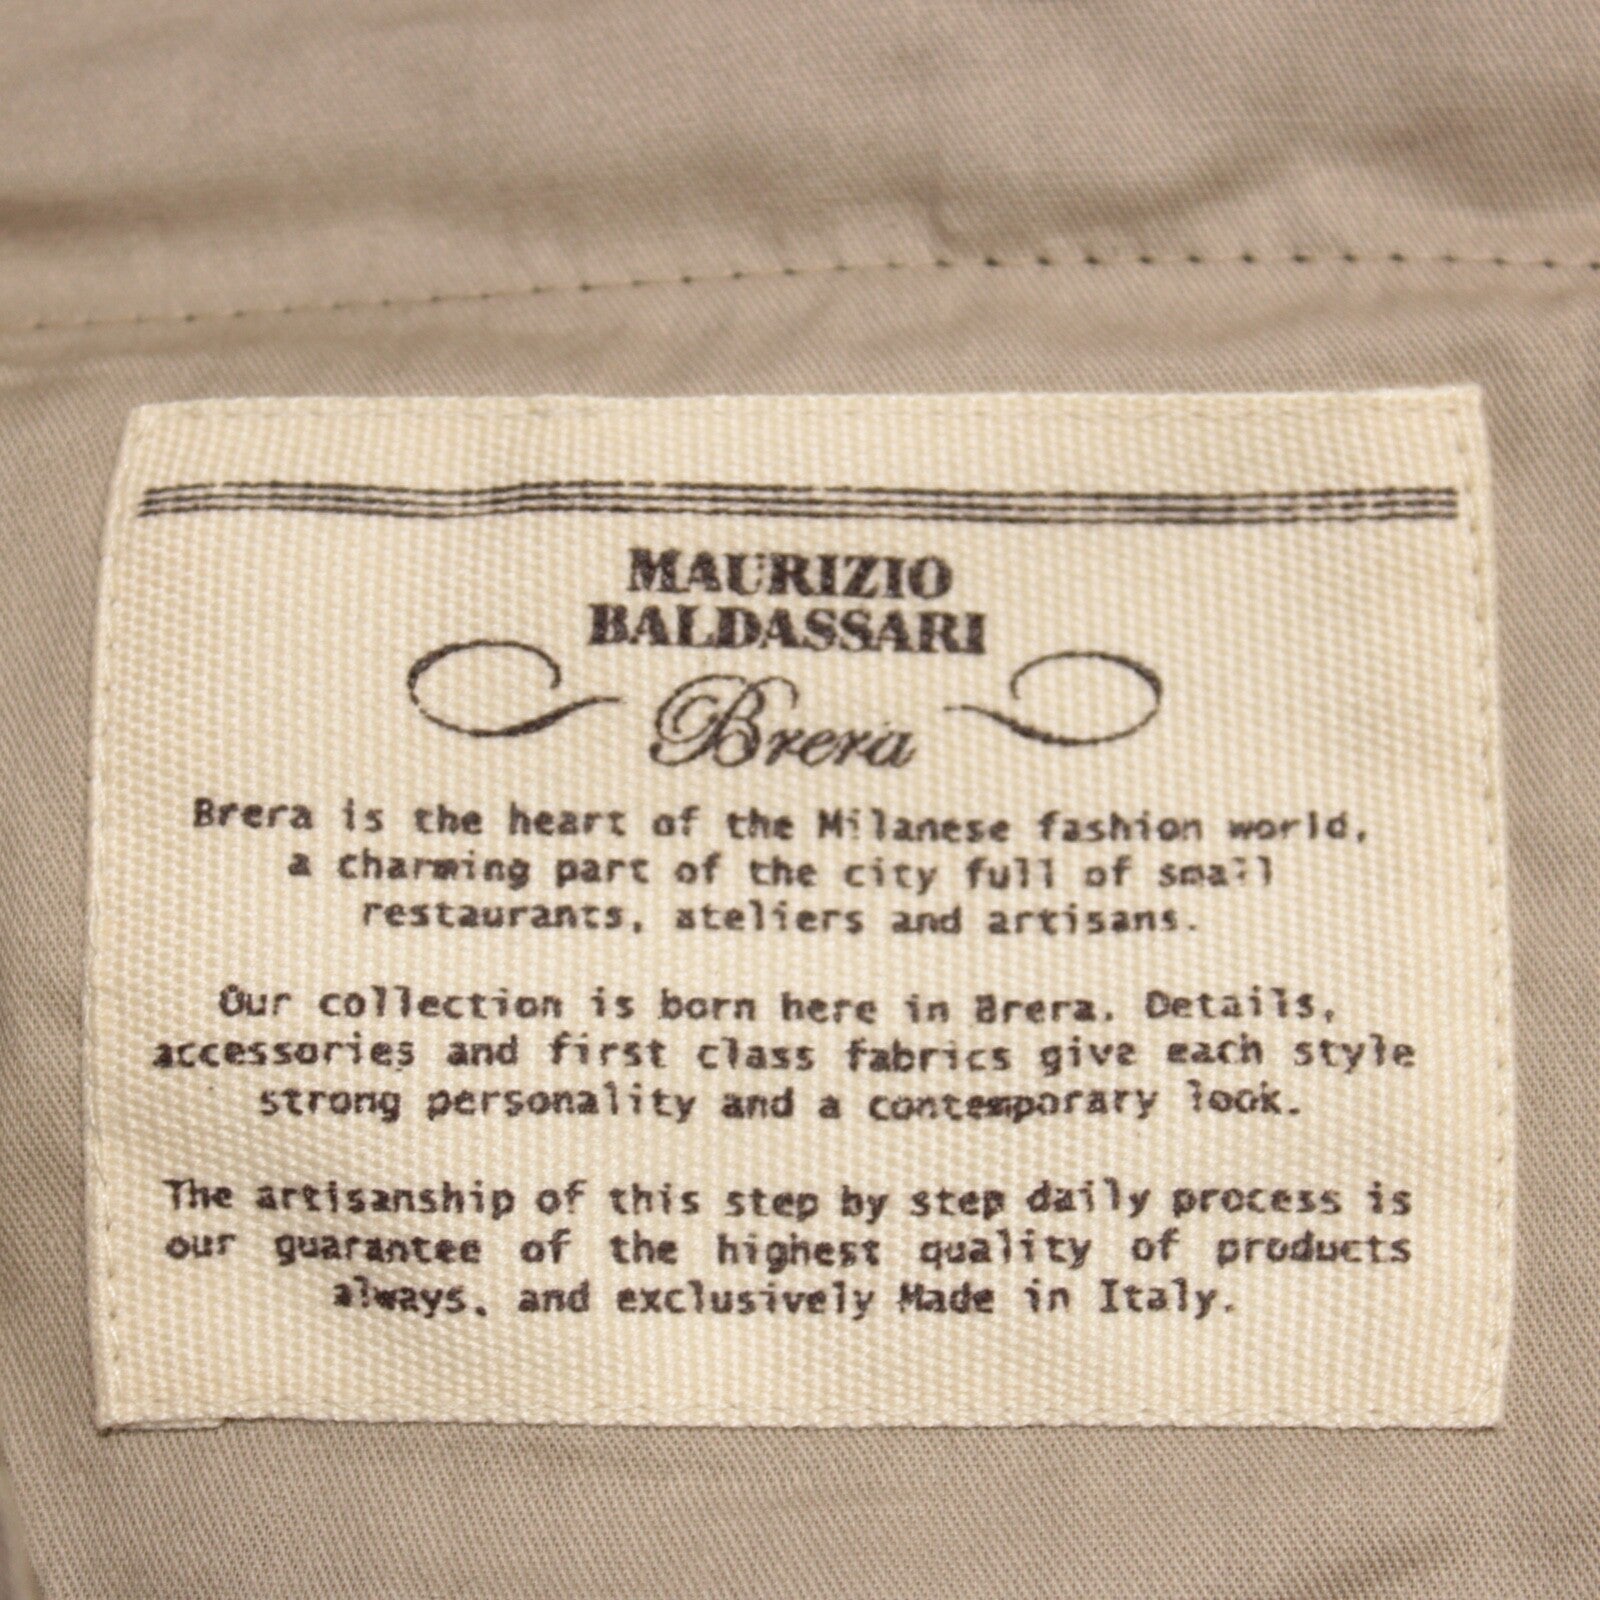 MAURIZIO
BALDASSARI
Brera
Brera is the heart of the Milanese fashion world,
a charming part of the city full of small
restaurants, ateliers and artisans.
Our collection is born here in Brera. Details,
accessories and first class fabrics give each style
strong personality and a contemporary look.
The artisanship of this step by step daily process is
our guarantee of the highest quality of products
always, and exclusively Made in Italy.